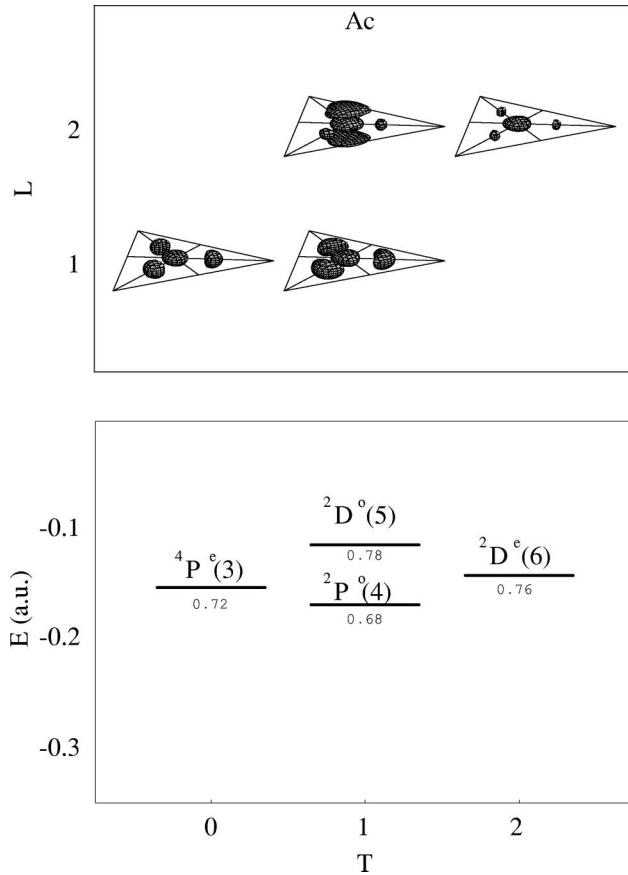 Ac
2
L
1
-0.1
²D ᵒ(5)
⁴P ᵉ(3)
²D ᵉ(6)
²P ᵒ(4)
0.78
0.76
0.72
0.68
E (a.u.)
-0.2
-0.3
0 1 2
T